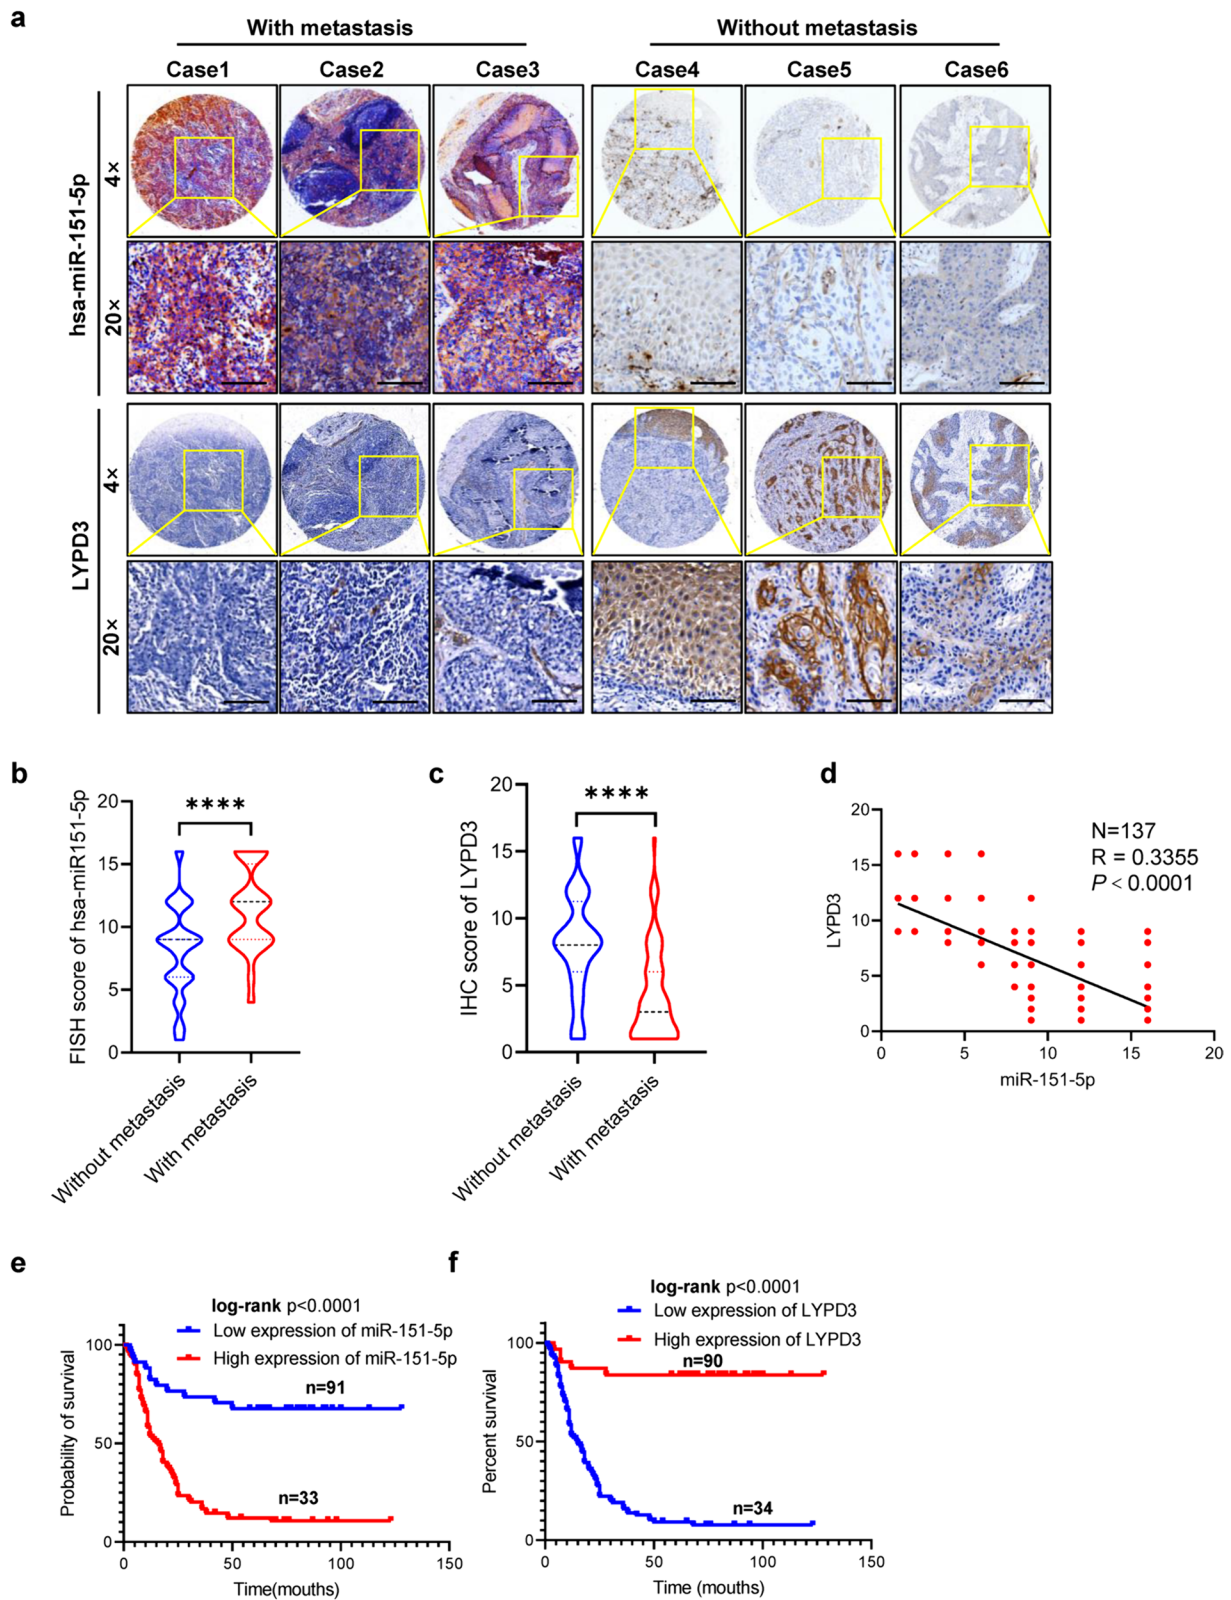 a
With metastasis
Without metastasis
Case1
Case2
Case3
Case4
Case5
Case6
hsa-miR-151-5p
4×
20×
LYPD3
4×
20×
b
FISH score of hsa-miR151-5p
20
15
10
5
0
****
Without metastasis
With metastasis
c
IHC score of LYPD3
20
15
10
5
0
****
Without metastasis
With metastasis
d
LYPD3
20
15
10
5
0
N=137
R = 0.3355
P < 0.0001
0
5
10
15
20
miR-151-5p
e
log-rank p<0.0001
Low expression of miR-151-5p
High expression of miR-151-5p
Probability of survival
100
50
0
n=91
n=33
0
50
100
150
Time(mouths)
f
log-rank p<0.0001
Low expression of LYPD3
High expression of LYPD3
Percent survival
100
50
0
n=90
n=34
0
50
100
150
Time (mouths)